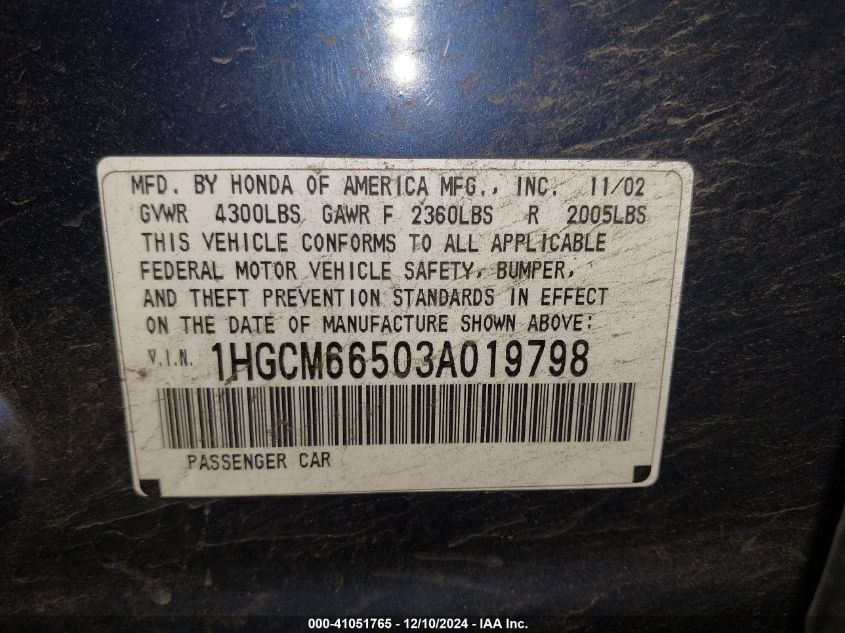 MFD. BY HONDA OF AMERICA MFG., INC. 11/02
GVWR 4300LBS GAWR F 2360LBS R 2005LBS
THIS VEHICLE CONFORMS TO ALL APPLICABLE
FEDERAL MOTOR VEHICLE SAFETY, BUMPER,
AND THEFT PREVENTION STANDARDS IN EFFECT
ON THE DATE OF MANUFACTURE SHOWN ABOVE:
V.I.N. 1HGCM66503A019798
PASSENGER CAR
000-41051765 - 12/10/2024 - IAA Inc.